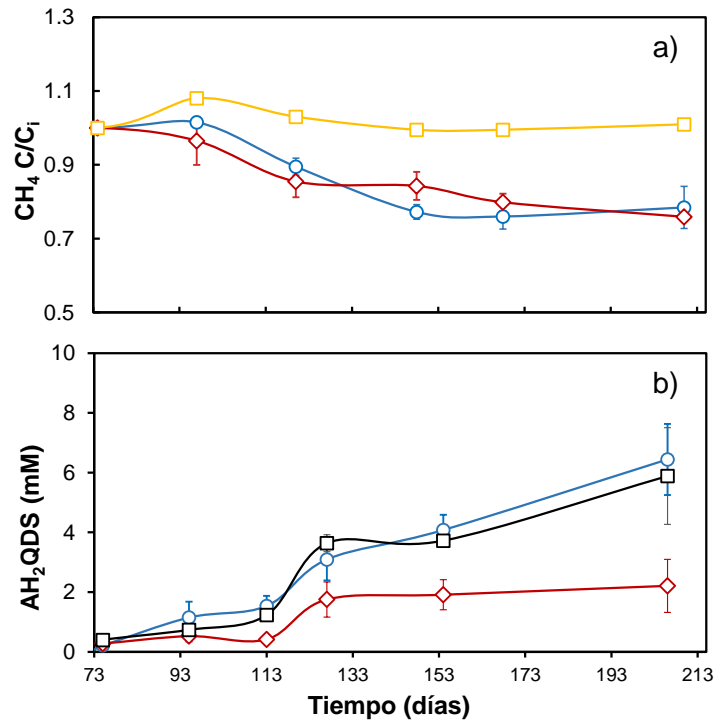 a)
1.3
1.1
0.9
0.7
0.5
CH₄ C/Cᵢ
b)
10
8
6
4
2
0
AH₂QDS (mM)
73 93 113 133 153 173 193 213
Tiempo (días)